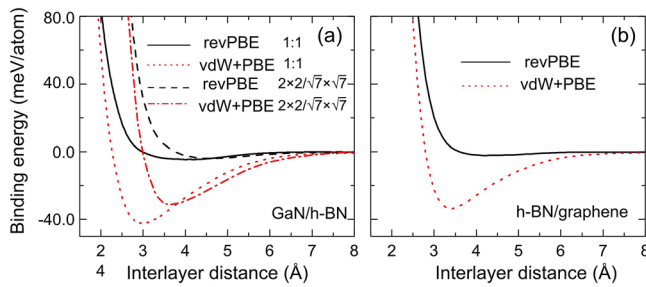 80.0
40.0
0.0
-40.0
Binding energy (meV/atom)
(a)
revPBE 1:1
vdW+PBE 1:1
revPBE 2×2/√7×√7
vdW+PBE 2×2/√7×√7
GaN/h-BN
2 3 4 5 6 7 8
4
Interlayer distance (Å)
(b)
revPBE
vdW+PBE
h-BN/graphene
2 3 4 5 6 7 8
Interlayer distance (Å)